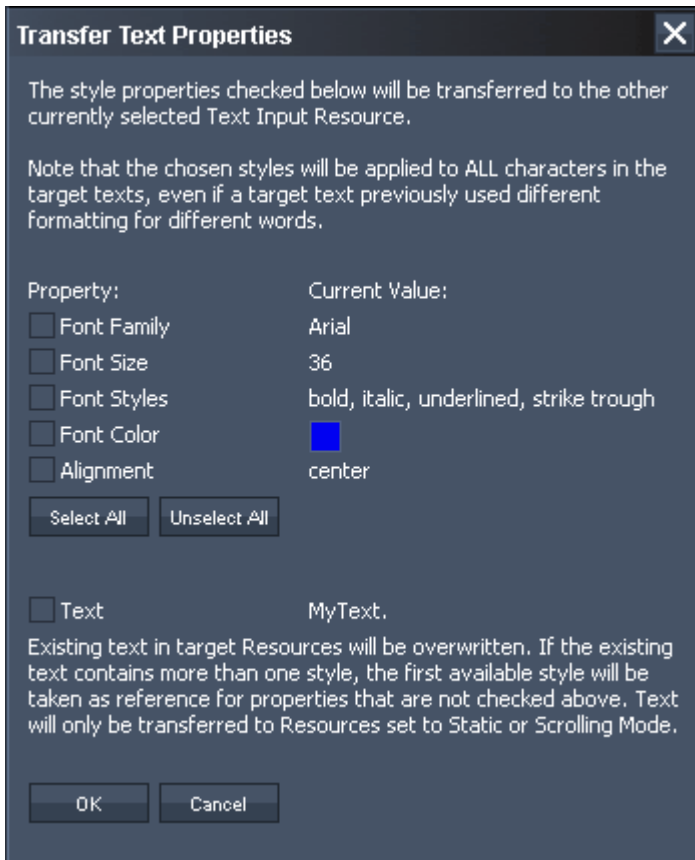 Transfer Text Properties
The style properties checked below will be transferred to the other
currently selected Text Input Resource.
Note that the chosen styles will be applied to ALL characters in the
target texts, even if a target text previously used different
formatting for different words.
Property: Current Value:
Font Family Arial
Font Size 36
Font Styles bold, italic, underlined, strike trough
Font Color
Alignment center
Select All Unselect All
Text MyText.
Existing text in target Resources will be overwritten. If the existing
text contains more than one style, the first available style will be
taken as reference for properties that are not checked above. Text
will only be transferred to Resources set to Static or Scrolling Mode.
OK Cancel